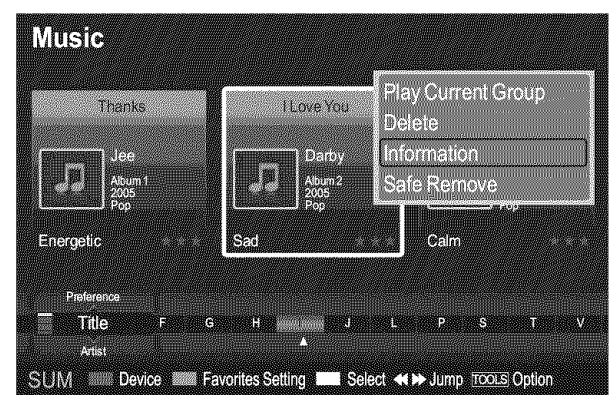 Music
Thanks
I Love You
Play Current Group
Delete
Information
Safe Remove
Jee
Album 1
2005
Pop
Darby
Album 2
2005
Pop
Pop
Energetic
Sad
Calm
Preference
Title
F G H J L P S T V
Artist
SUM Device Favorites Setting Select Jump TOOLS Option